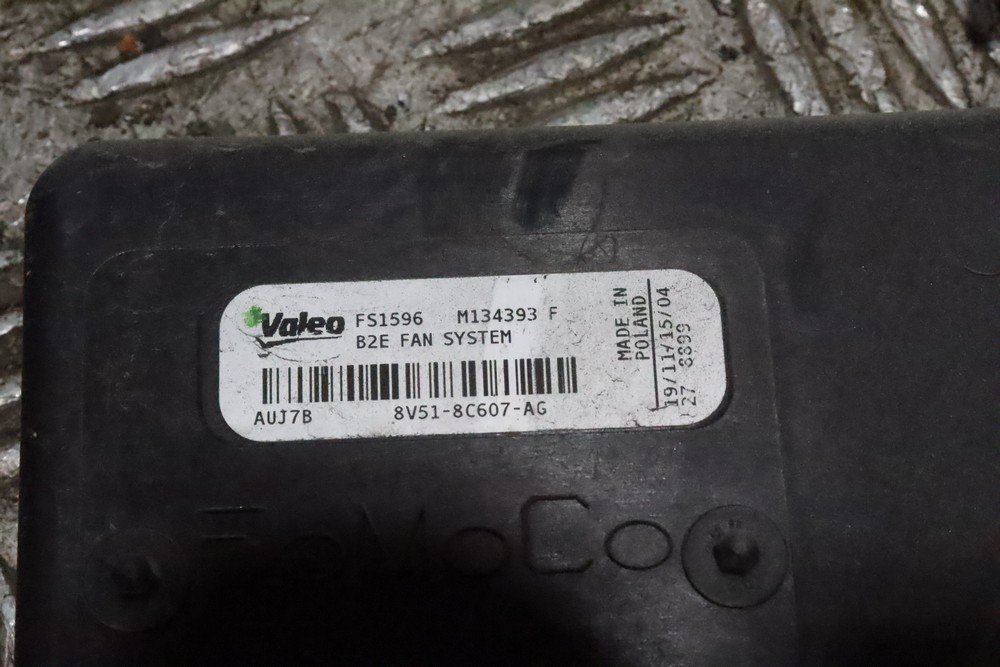 Valeo FS1596 M134393 F
B2E FAN SYSTEM
AUJ7B 8V51-8C607-AG
MADE IN
POLAND
19/11/15/04
27 8899
FoMoCo